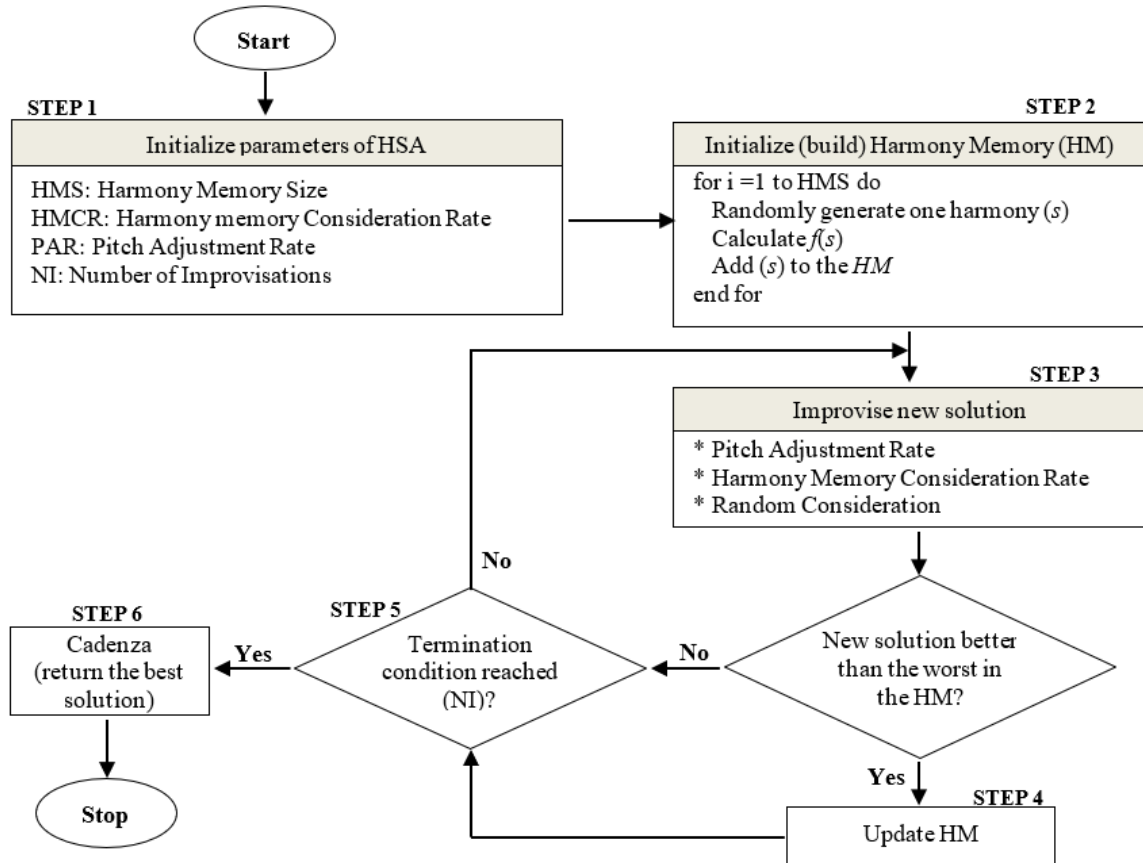 Start
STEP 1
Initialize parameters of HSA
HMS: Harmony Memory Size
HMCR: Harmony memory Consideration Rate
PAR: Pitch Adjustment Rate
NI: Number of Improvisations
STEP 2
Initialize (build) Harmony Memory (HM)
for i =1 to HMS do
Randomly generate one harmony (s)
Calculate f(s)
Add (s) to the HM
end for
STEP 3
Improvise new solution
* Pitch Adjustment Rate
* Harmony Memory Consideration Rate
* Random Consideration
New solution better
than the worst in
the HM?
No
Yes
STEP 4
Update HM
STEP 5
Termination
condition reached
(NI)?
No
Yes
STEP 6
Cadenza
(return the best
solution)
Stop